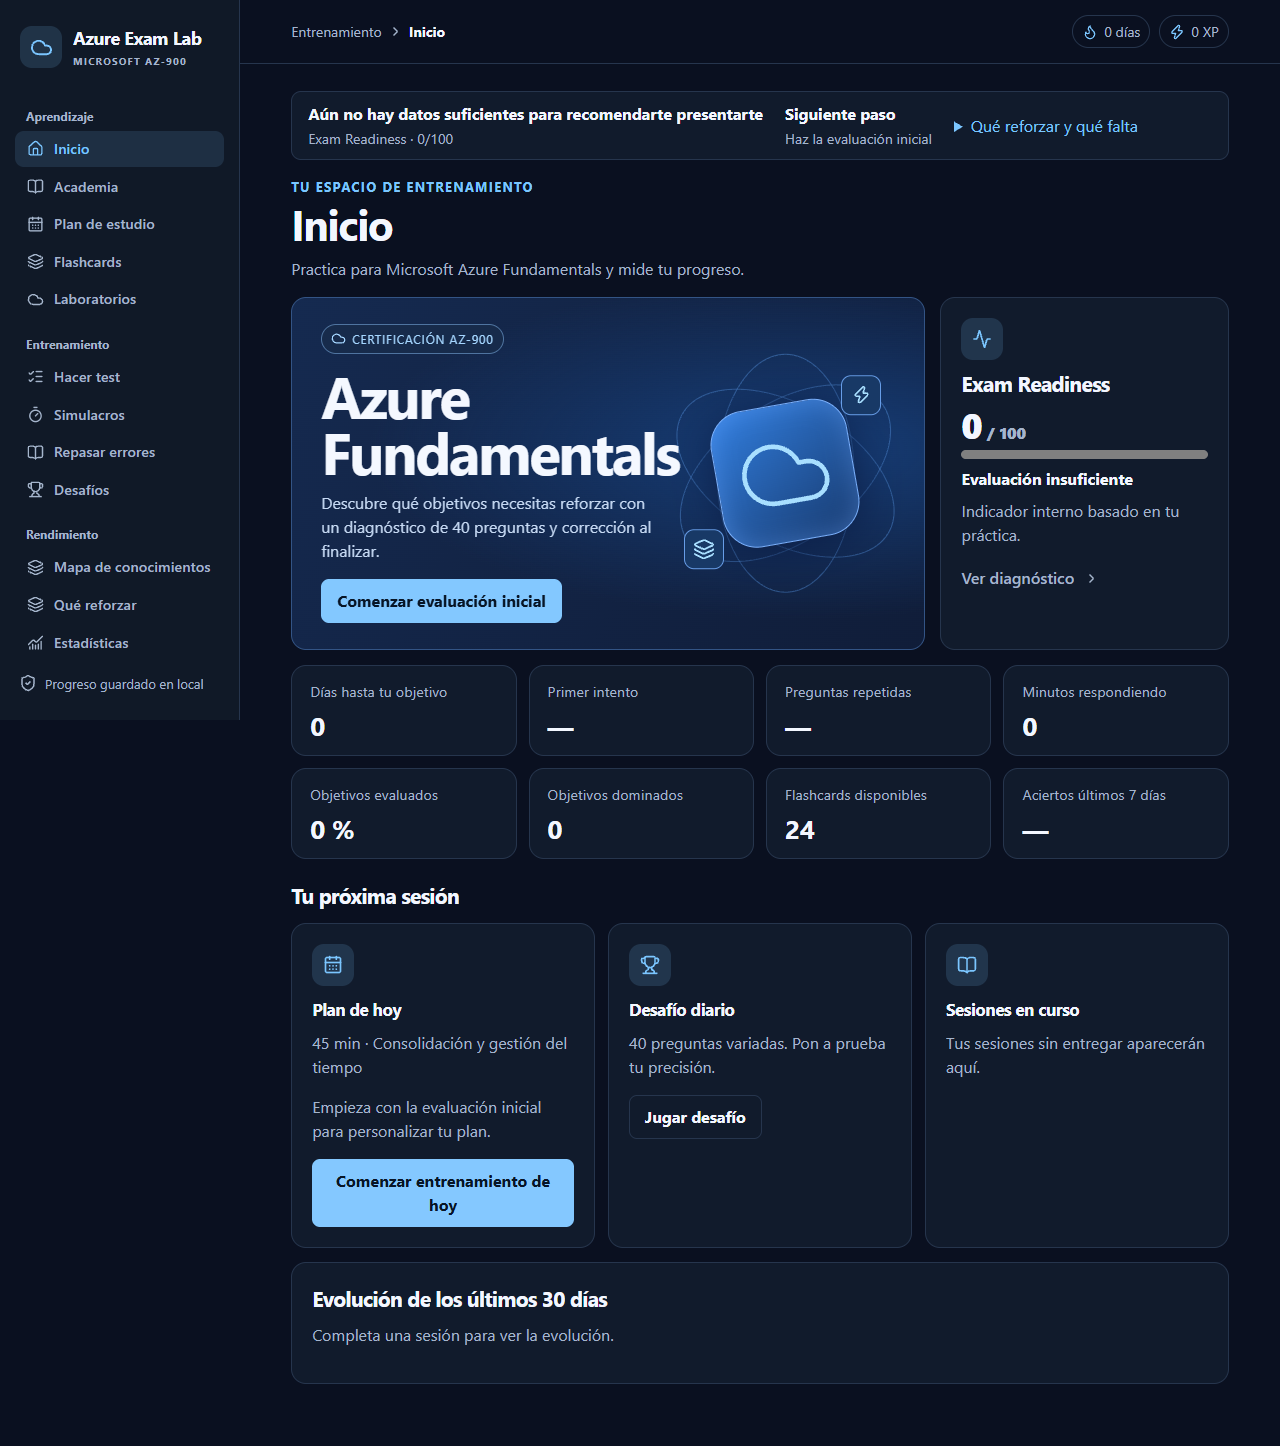 Azure Exam Lab
MICROSOFT AZ-900
Aprendizaje
Inicio
Academia
Plan de estudio
Flashcards
Laboratorios
Entrenamiento
Hacer test
Simulacros
Repasar errores
Desafíos
Rendimiento
Mapa de conocimientos
Qué reforzar
Estadísticas
Progreso guardado en local
Entrenamiento > Inicio
0 días
0 XP
Aún no hay datos suficientes para recomendarte presentarte
Exam Readiness · 0/100
Siguiente paso
Haz la evaluación inicial
Qué reforzar y qué falta
TU ESPACIO DE ENTRENAMIENTO
Inicio
Practica para Microsoft Azure Fundamentals y mide tu progreso.
CERTIFICACIÓN AZ-900
Azure
Fundamentals
Descubre qué objetivos necesitas reforzar con
un diagnóstico de 40 preguntas y corrección al
finalizar.
Comenzar evaluación inicial
Exam Readiness
0 / 100
Evaluación insuficiente
Indicador interno basado en tu
práctica.
Ver diagnóstico
Días hasta tu objetivo
0
Primer intento
—
Preguntas repetidas
—
Minutos respondiendo
0
Objetivos evaluados
0 %
Objetivos dominados
0
Flashcards disponibles
24
Aciertos últimos 7 días
—
Tu próxima sesión
Plan de hoy
45 min · Consolidación y gestión del
tiempo
Empieza con la evaluación inicial
para personalizar tu plan.
Comenzar entrenamiento de
hoy
Desafío diario
40 preguntas variadas. Pon a prueba
tu precisión.
Jugar desafío
Sesiones en curso
Tus sesiones sin entregar aparecerán
aquí.
Evolución de los últimos 30 días
Completa una sesión para ver la evolución.